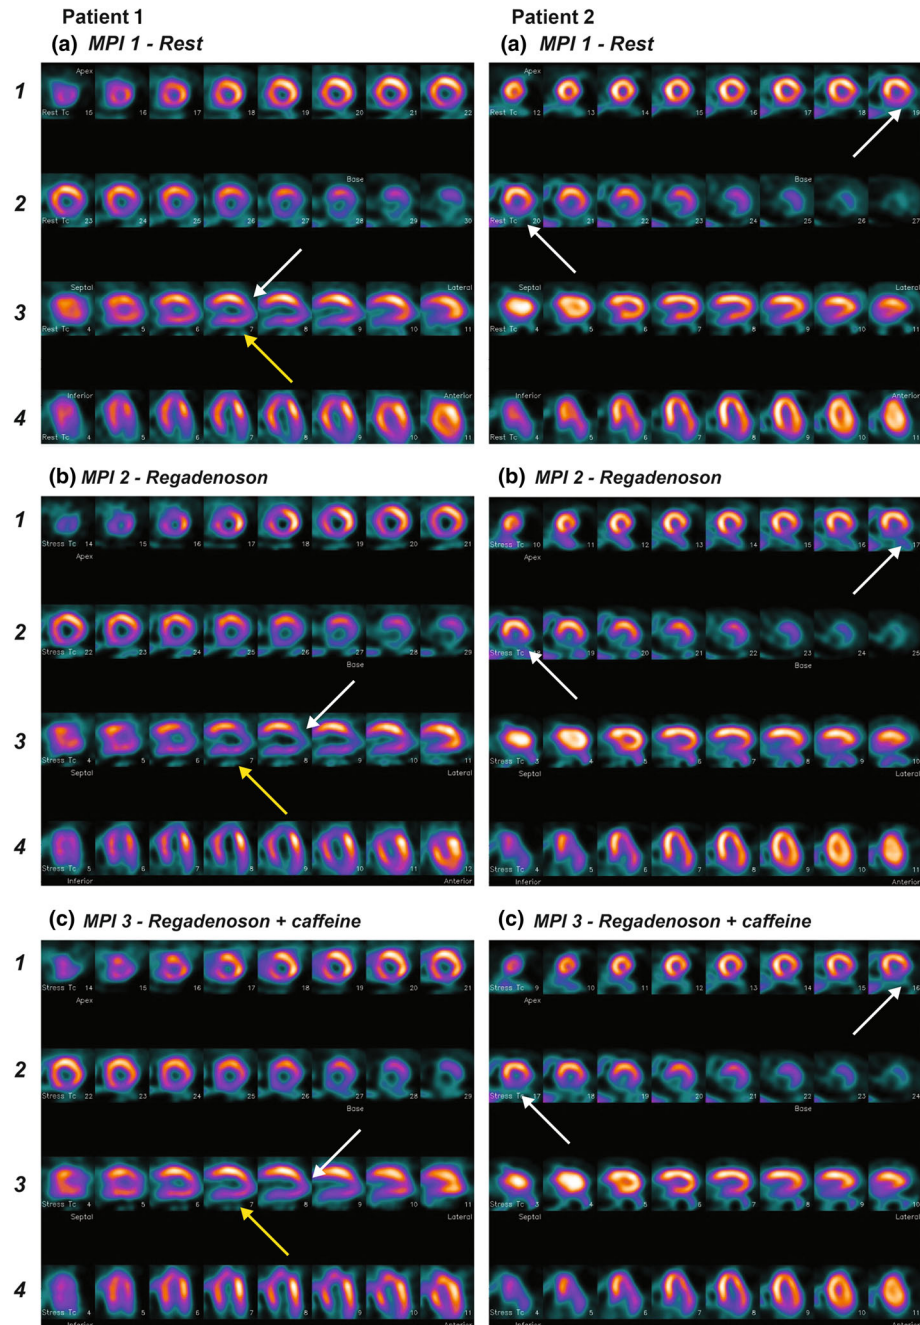 Patient 1
(a) MPI 1 - Rest
Apex
1 Rest Tc 15 16 17 18 19 20 21 22
Base
2 Rest Tc 23 24 25 26 27 28 29 30
Septal Lateral
3 Rest Tc 4 5 6 7 8 9 10 11
Inferior Anterior
4 Rest Tc 4 5 6 7 8 9 10 11
(b) MPI 2 - Regadenoson
1 Stress Tc 14 15 16 17 18 19 20 21
Apex
2 Stress Tc 22 23 24 25 26 27 28 29
Base
3 Stress Tc 4 5 6 7 8 9 10 11
Septal Lateral
4 Stress Tc 5 6 7 8 9 10 11 12
Inferior Anterior
(c) MPI 3 - Regadenoson + caffeine
1 Stress Tc 14 15 16 17 18 19 20 21
Apex
2 Stress Tc 22 23 24 25 26 27 28 29
Base
3 Stress Tc 4 5 6 7 8 9 10 11
Septal Lateral
4 Stress Tc 4 5 6 7 8 9 10 11
Inferior Anterior
Patient 2
(a) MPI 1 - Rest
Apex
Rest Tc 12 13 14 15 16 17 18 19
Base
Rest Tc 20 21 22 23 24 25 26 27
Septal Lateral
Rest Tc 4 5 6 7 8 9 10 11
Inferior Anterior
Rest Tc 4 5 6 7 8 9 10 11
(b) MPI 2 - Regadenoson
Stress Tc 10 11 12 13 14 15 16 17
Apex
Stress Tc 18 19 20 21 22 23 24 25
Base
Stress Tc 3 4 5 6 7 8 9 10
Septal Lateral
Stress Tc 4 5 6 7 8 9 10 11
Inferior Anterior
(c) MPI 3 - Regadenoson + caffeine
Stress Tc 9 10 11 12 13 14 15 16
Apex
Stress Tc 17 18 19 20 21 22 23 24
Base
Stress Tc 3 4 5 6 7 8 9 10
Septal Lateral
Stress Tc 4 5 6 7 8 9 10 11
Inferior Anterior